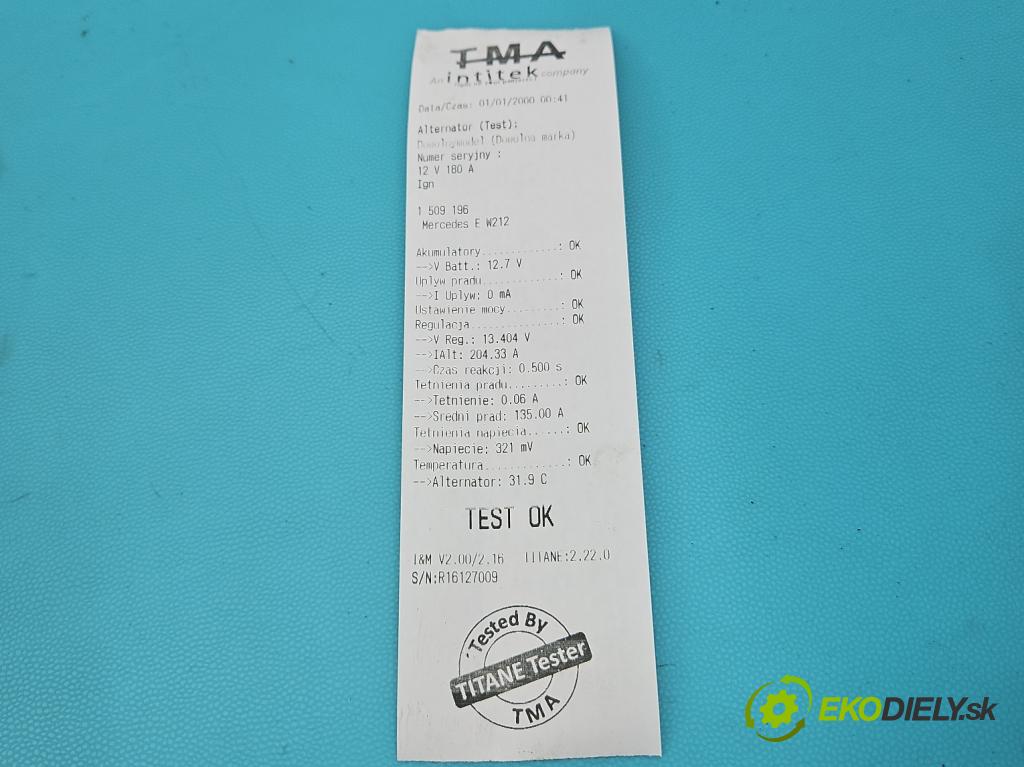 TMA
An intitek company
Data/Czas: 01/01/2000 00:41
Alternator (Test):
Dowolnymodel (Dowolna marka)
Numer seryjny :
12 V 180 A
Ign
1 509 196
Mercedes E W212
Akumulatory............: OK
-->V Batt.: 12.7 V
Uplyw pradu............: OK
-->I Uplyw: 0 mA
Ustawienie mocy........: OK
Regulacja..............: OK
-->V Reg.: 13.404 V
-->IAlt: 204.33 A
-->Czas reakcji: 0.500 s
Tetnienia pradu........: OK
-->Tetnienie: 0.06 A
-->Sredni prad: 135.00 A
Tetnienia napiecia.....: OK
-->Napiecie: 321 mV
Temperatura............: OK
-->Alternator: 31.9 C
TEST OK
I&M V2.00/2.16 TITANE:2.22.0
S/N:R16127009
Tested By
TITANE Tester
TMA
EKODIELY.sk